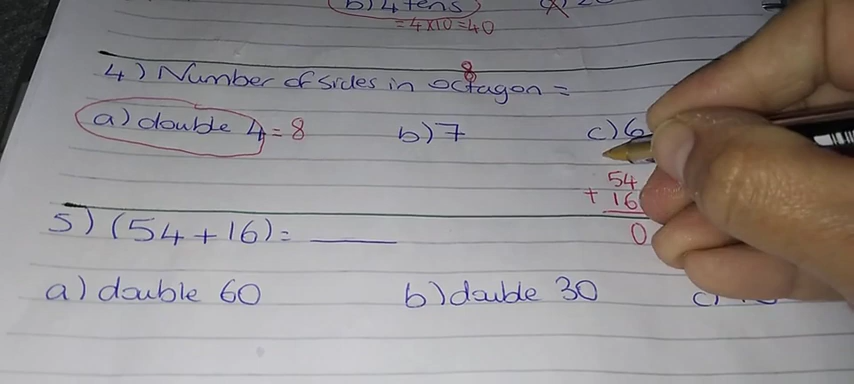 b) 4 tens
= 4x10 = 40
8
4) Number of sides in octagon =
a) double 4 = 8 b) 7 c) 6
54
+ 16
0
5) (54+16) = ____
a) double 60 b) double 30 c)